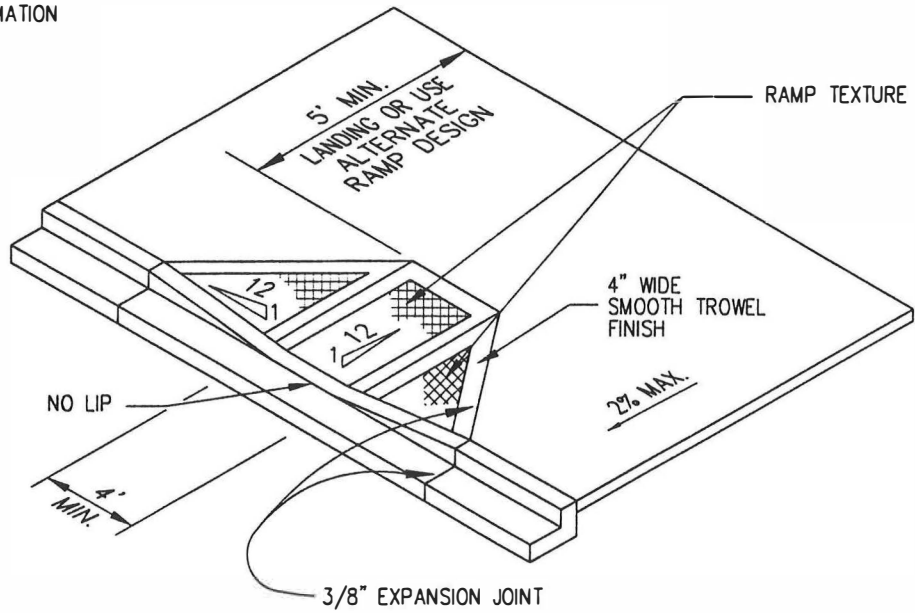 5' MIN.
LANDING OR USE
ALTERNATE
RAMP DESIGN
RAMP TEXTURE
12
1
12
1
4" WIDE
SMOOTH TROWEL
FINISH
2% MAX.
NO LIP
4'
MIN.
3/8" EXPANSION JOINT